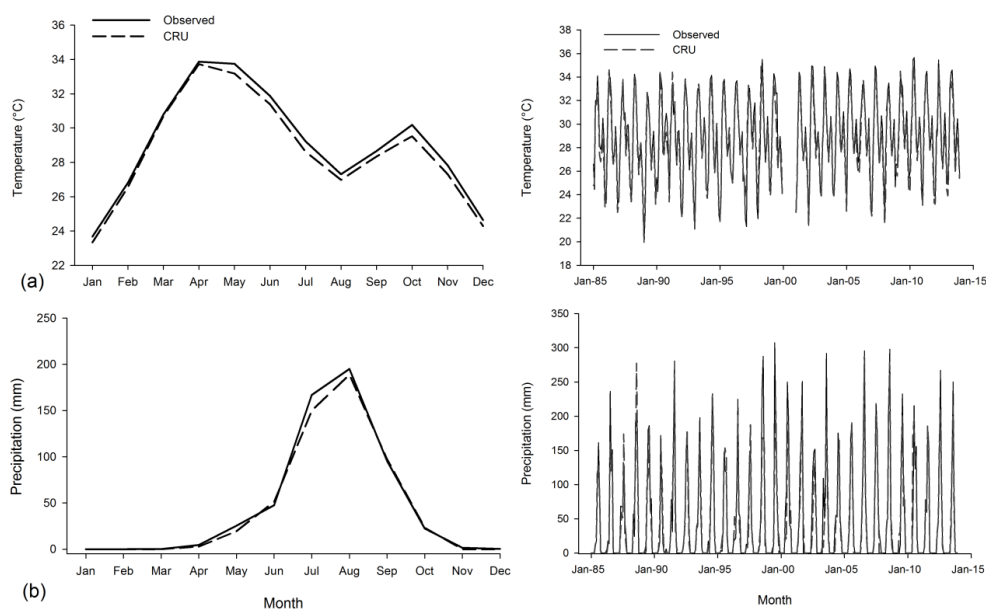 Observed
CRU
Temperature (°C)
36
34
32
30
28
26
24
22
Jan Feb Mar Apr May Jun Jul Aug Sep Oct Nov Dec
(a)
Observed
CRU
Temperature (°C)
38
36
34
32
30
28
26
24
22
20
18
Jan-85 Jan-90 Jan-95 Jan-00 Jan-05 Jan-10 Jan-15
Precipitation (mm)
250
200
150
100
50
0
Jan Feb Mar Apr May Jun Jul Aug Sep Oct Nov Dec
(b)
Month
Precipitation (mm)
350
300
250
200
150
100
50
0
Jan-85 Jan-90 Jan-95 Jan-00 Jan-05 Jan-10 Jan-15
Month